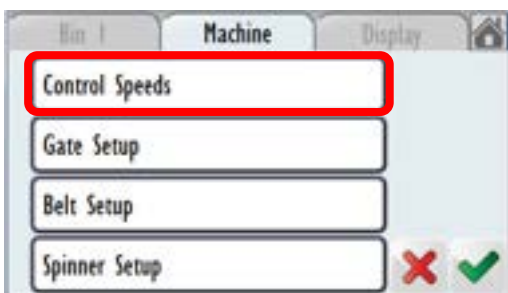 Bin 1 Machine Display
Control Speeds
Gate Setup
Belt Setup
Spinner Setup